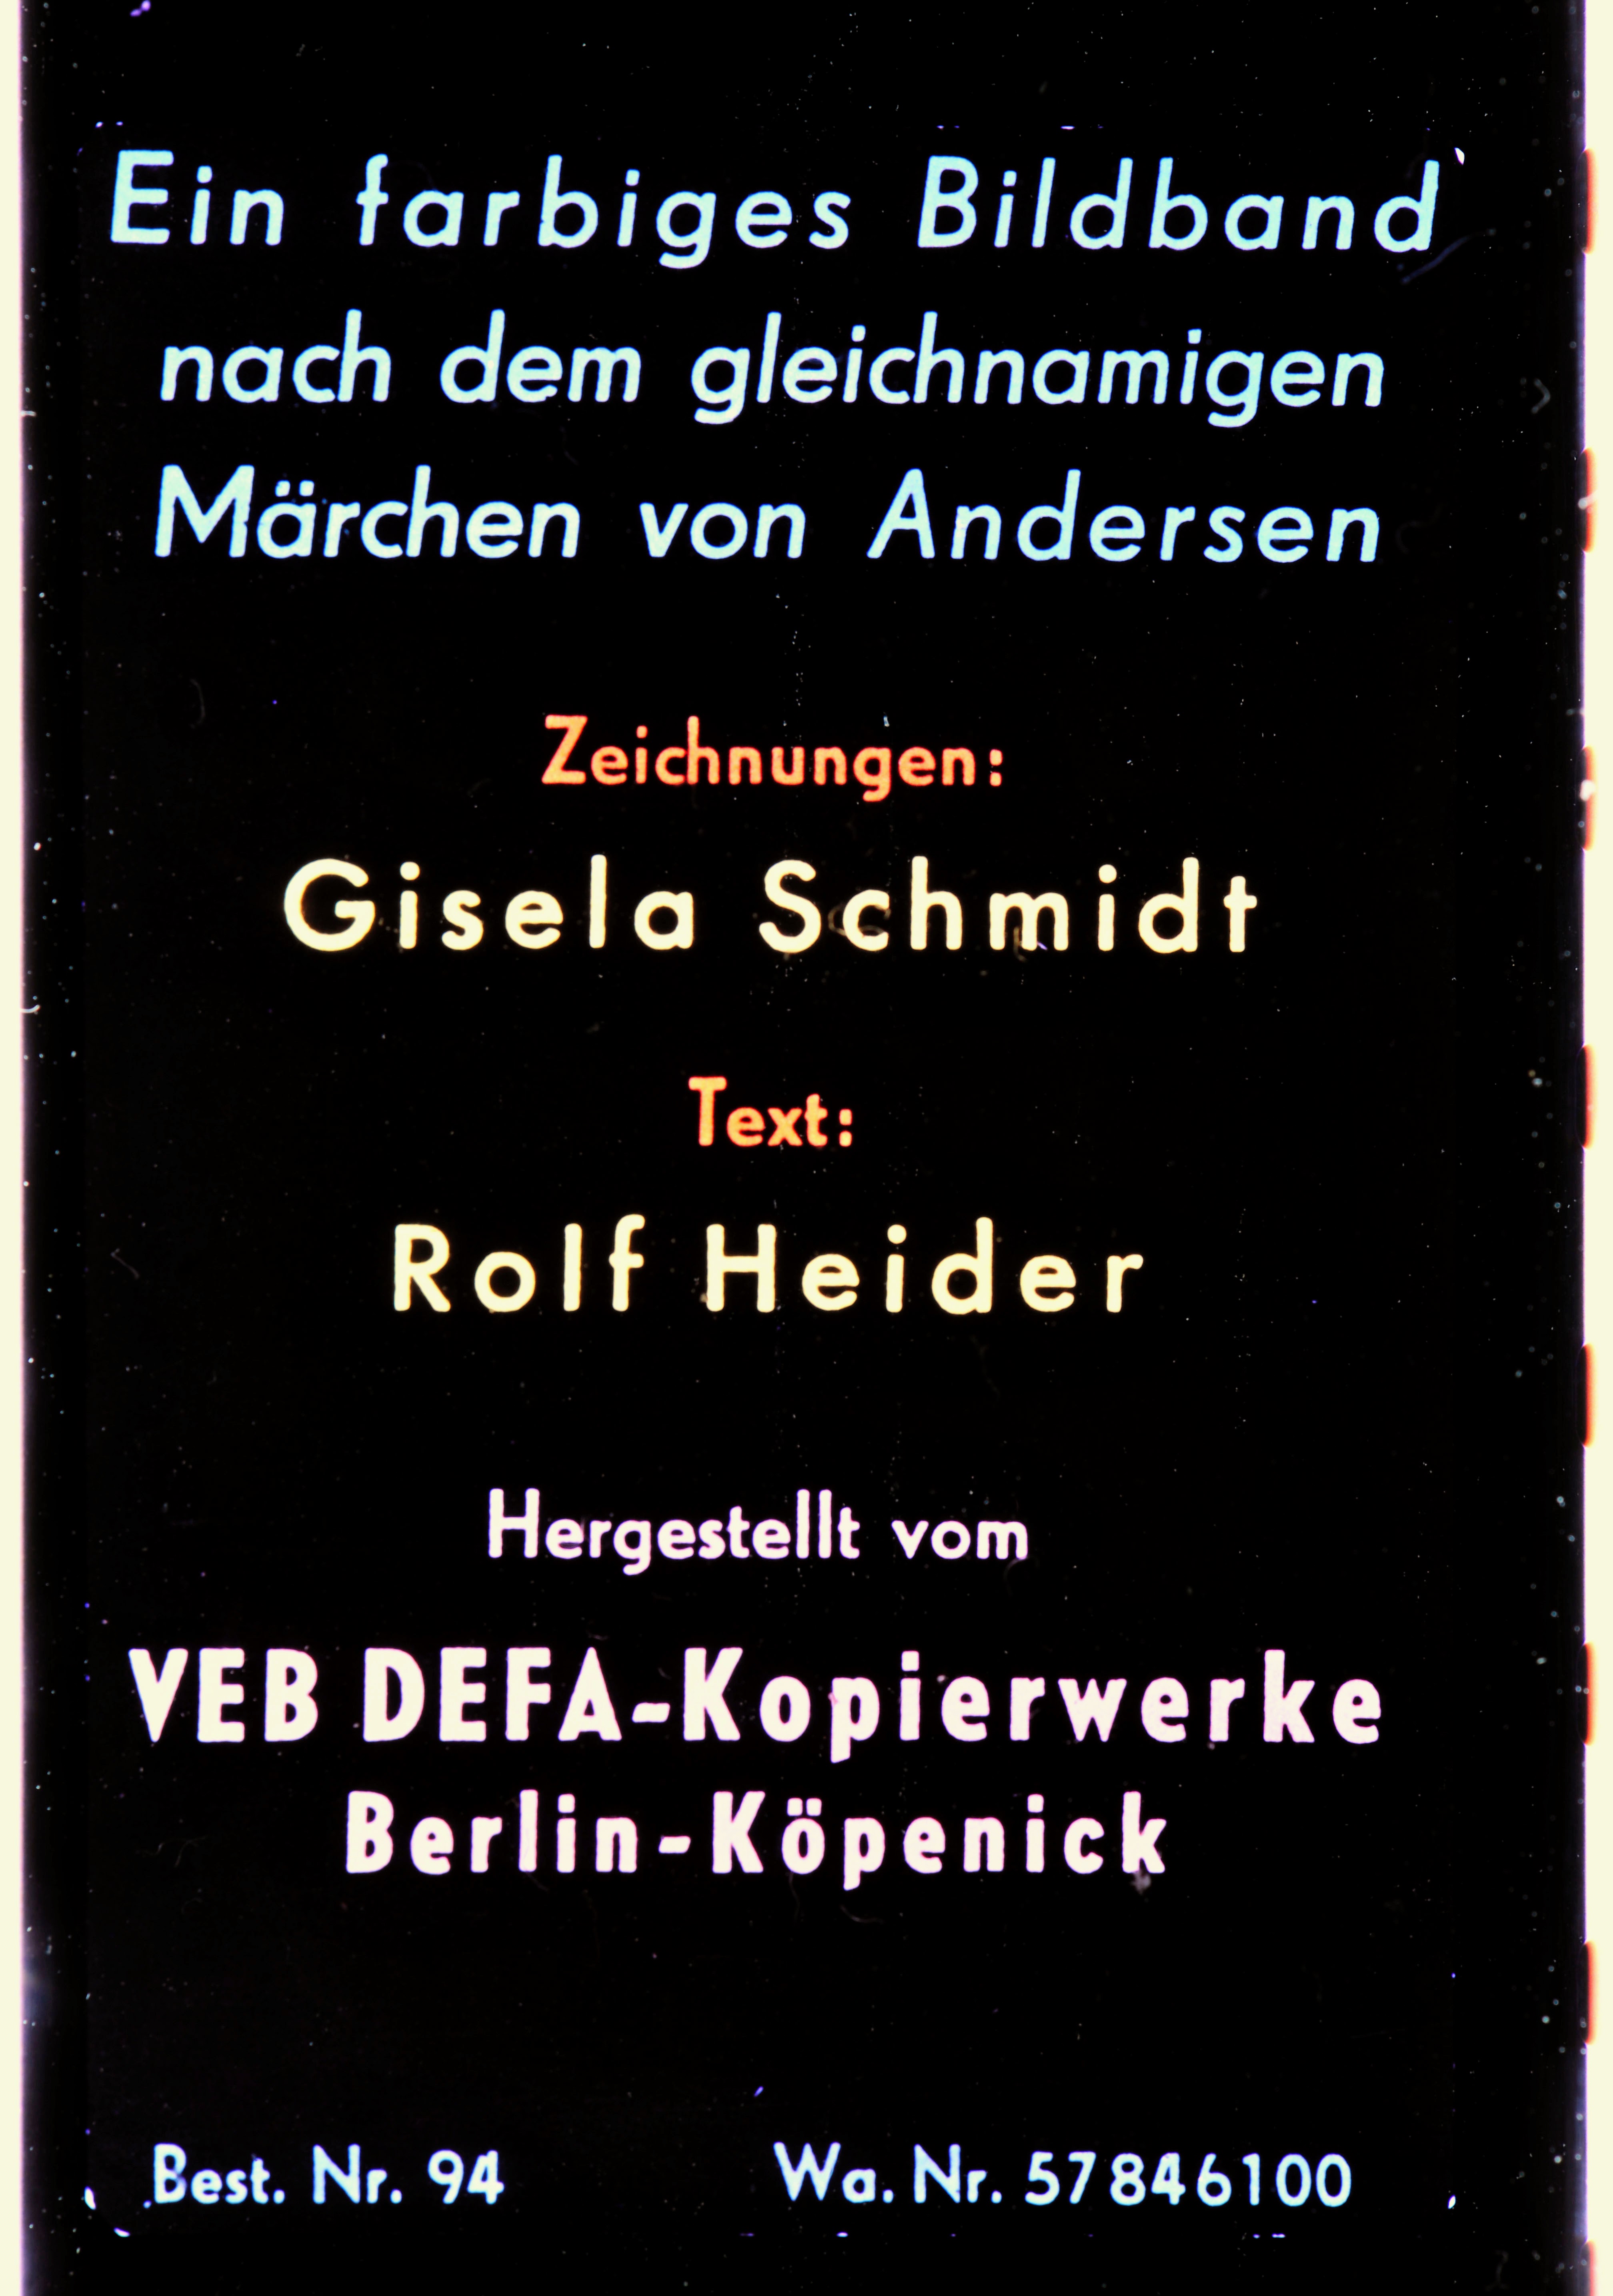 Ein farbiges Bildband
nach dem gleichnamigen
Märchen von Andersen
Zeichnungen:
Gisela Schmidt
Text:
Rolf Heider
Hergestellt vom
VEB DEFA-Kopierwerke
Berlin-Köpenick
Best. Nr. 94 Wa. Nr. 57846100